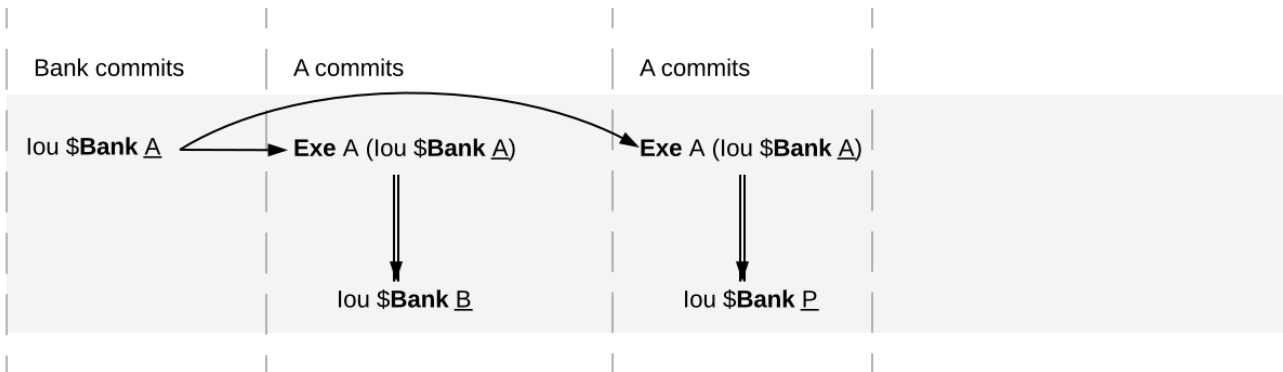 Bank commits A commits A commits
Iou $Bank A Exe A (Iou $Bank A) Exe A (Iou $Bank A)
Iou $Bank B Iou $Bank P